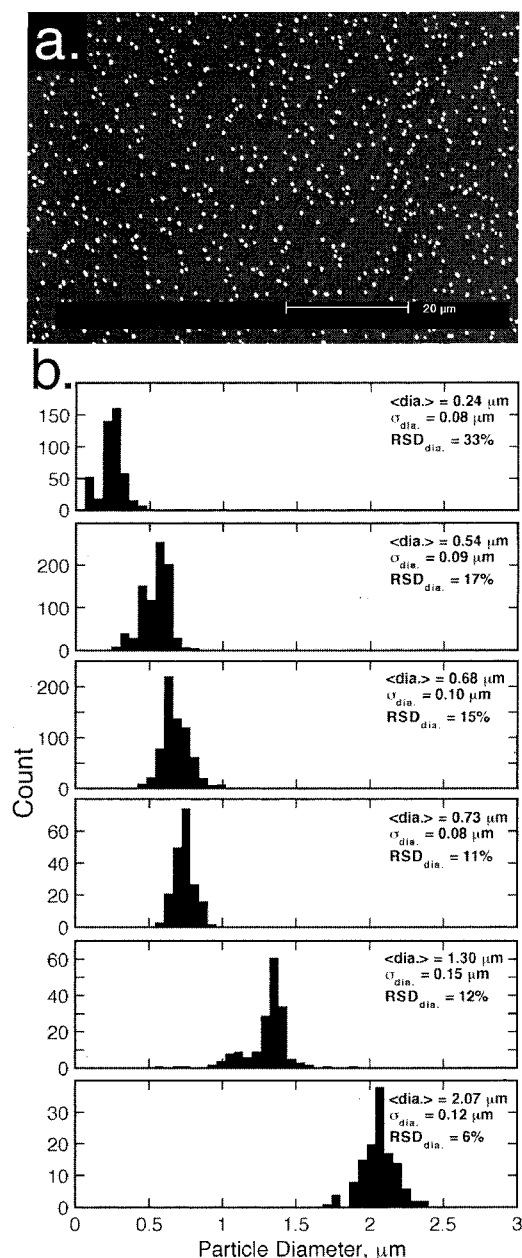 a.
20 µm
b.
<dia.> = 0.24 µm
σdia. = 0.08 µm
RSDdia. = 33%
150
100
50
0
<dia.> = 0.54 µm
σdia. = 0.09 µm
RSDdia. = 17%
200
100
0
<dia.> = 0.68 µm
σdia. = 0.10 µm
RSDdia. = 15%
200
100
0
<dia.> = 0.73 µm
σdia. = 0.08 µm
RSDdia. = 11%
60
40
20
0
<dia.> = 1.30 µm
σdia. = 0.15 µm
RSDdia. = 12%
60
40
20
0
<dia.> = 2.07 µm
σdia. = 0.12 µm
RSDdia. = 6%
30
20
10
0
Count
0 0.5 1 1.5 2 2.5 3
Particle Diameter, µm